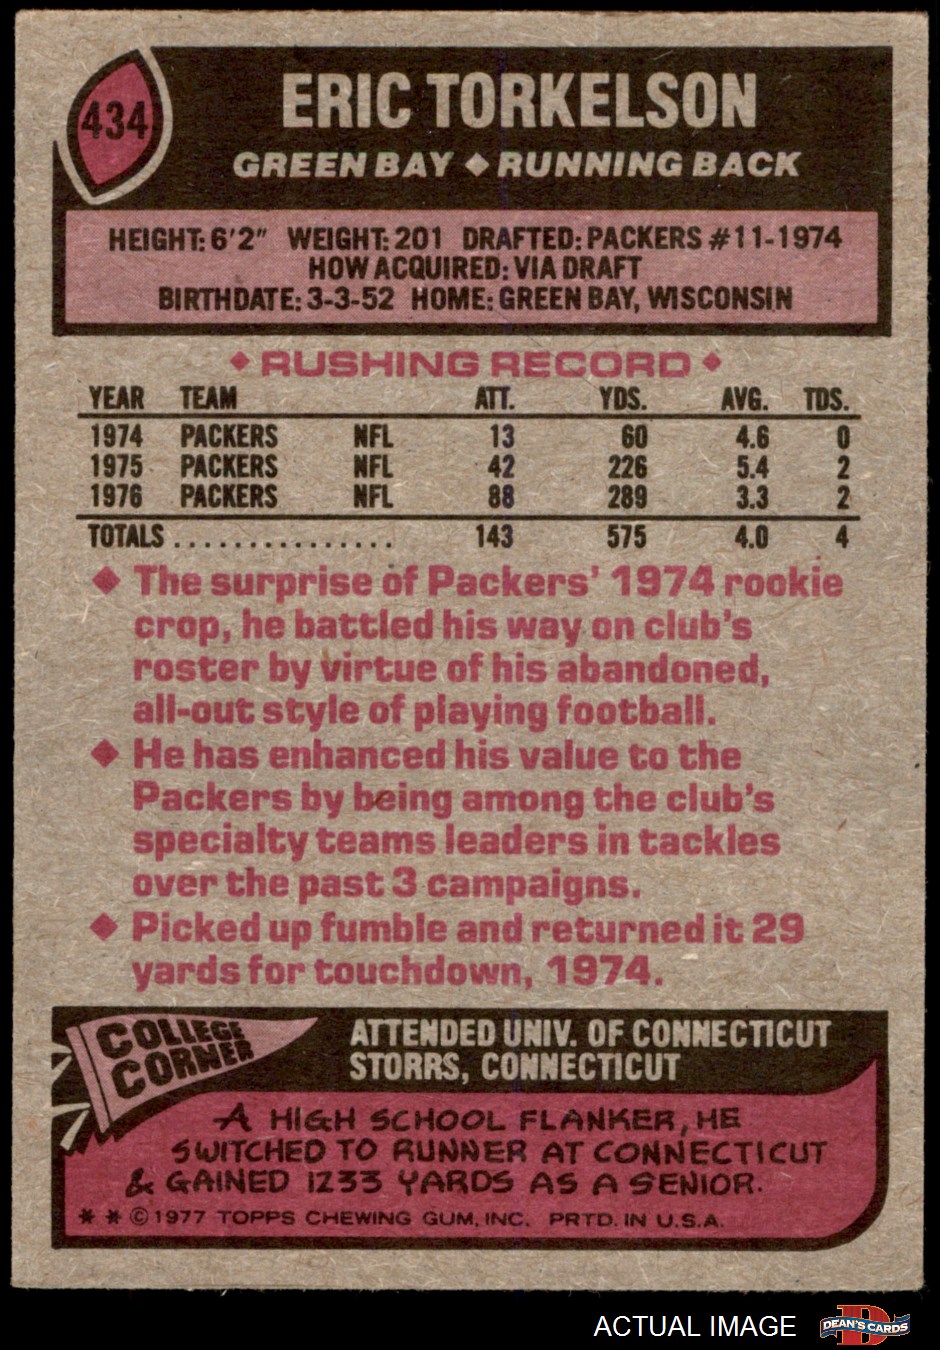 434
ERIC TORKELSON
GREEN BAY ◆ RUNNING BACK
HEIGHT: 6'2" WEIGHT: 201 DRAFTED: PACKERS #11-1974
HOW ACQUIRED: VIA DRAFT
BIRTHDATE: 3-3-52 HOME: GREEN BAY, WISCONSIN
◆ RUSHING RECORD ◆
YEAR TEAM ATT. YDS. AVG. TDS.
1974 PACKERS NFL 13 60 4.6 0
1975 PACKERS NFL 42 226 5.4 2
1976 PACKERS NFL 88 289 3.3 2
TOTALS ................ 143 575 4.0 4
◆ The surprise of Packers' 1974 rookie
crop, he battled his way on club's
roster by virtue of his abandoned,
all-out style of playing football.
◆ He has enhanced his value to the
Packers by being among the club's
specialty teams leaders in tackles
over the past 3 campaigns.
◆ Picked up fumble and returned it 29
yards for touchdown, 1974.
COLLEGE
CORNER
ATTENDED UNIV. OF CONNECTICUT
STORRS, CONNECTICUT
A HIGH SCHOOL FLANKER, HE
SWITCHED TO RUNNER AT CONNECTICUT
& GAINED 1233 YARDS AS A SENIOR.
* * © 1977 TOPPS CHEWING GUM, INC. PRTD. IN U.S.A.
ACTUAL IMAGE
D
DEAN'S CARDS